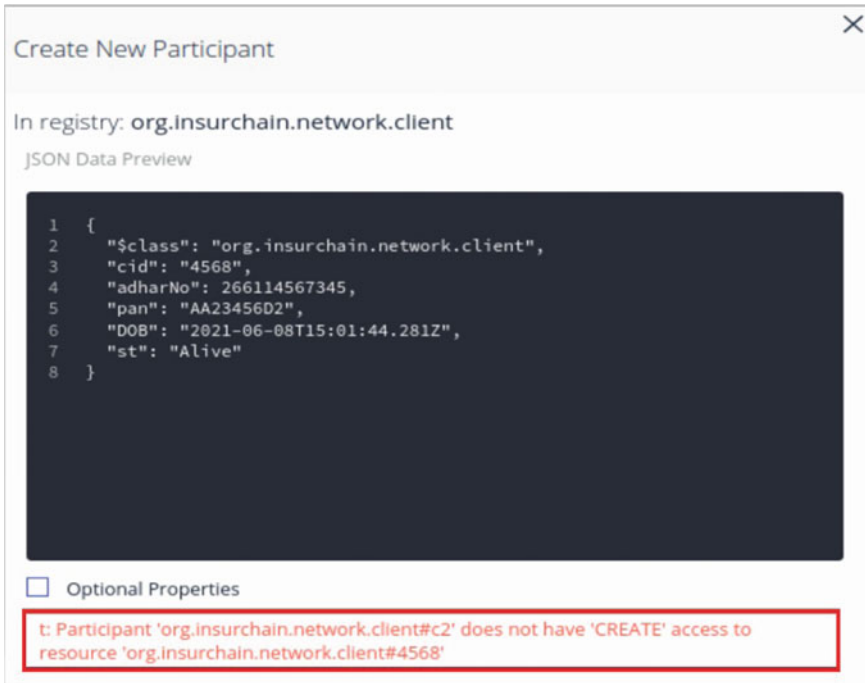 Create New Participant
In registry: org.insurchain.network.client
JSON Data Preview
1 {
2 "$class": "org.insurchain.network.client",
3 "cid": "4568",
4 "adharNo": 266114567345,
5 "pan": "AA23456D2",
6 "DOB": "2021-06-08T15:01:44.281Z",
7 "st": "Alive"
8 }
Optional Properties
t: Participant 'org.insurchain.network.client#c2' does not have 'CREATE' access to
resource 'org.insurchain.network.client#4568'